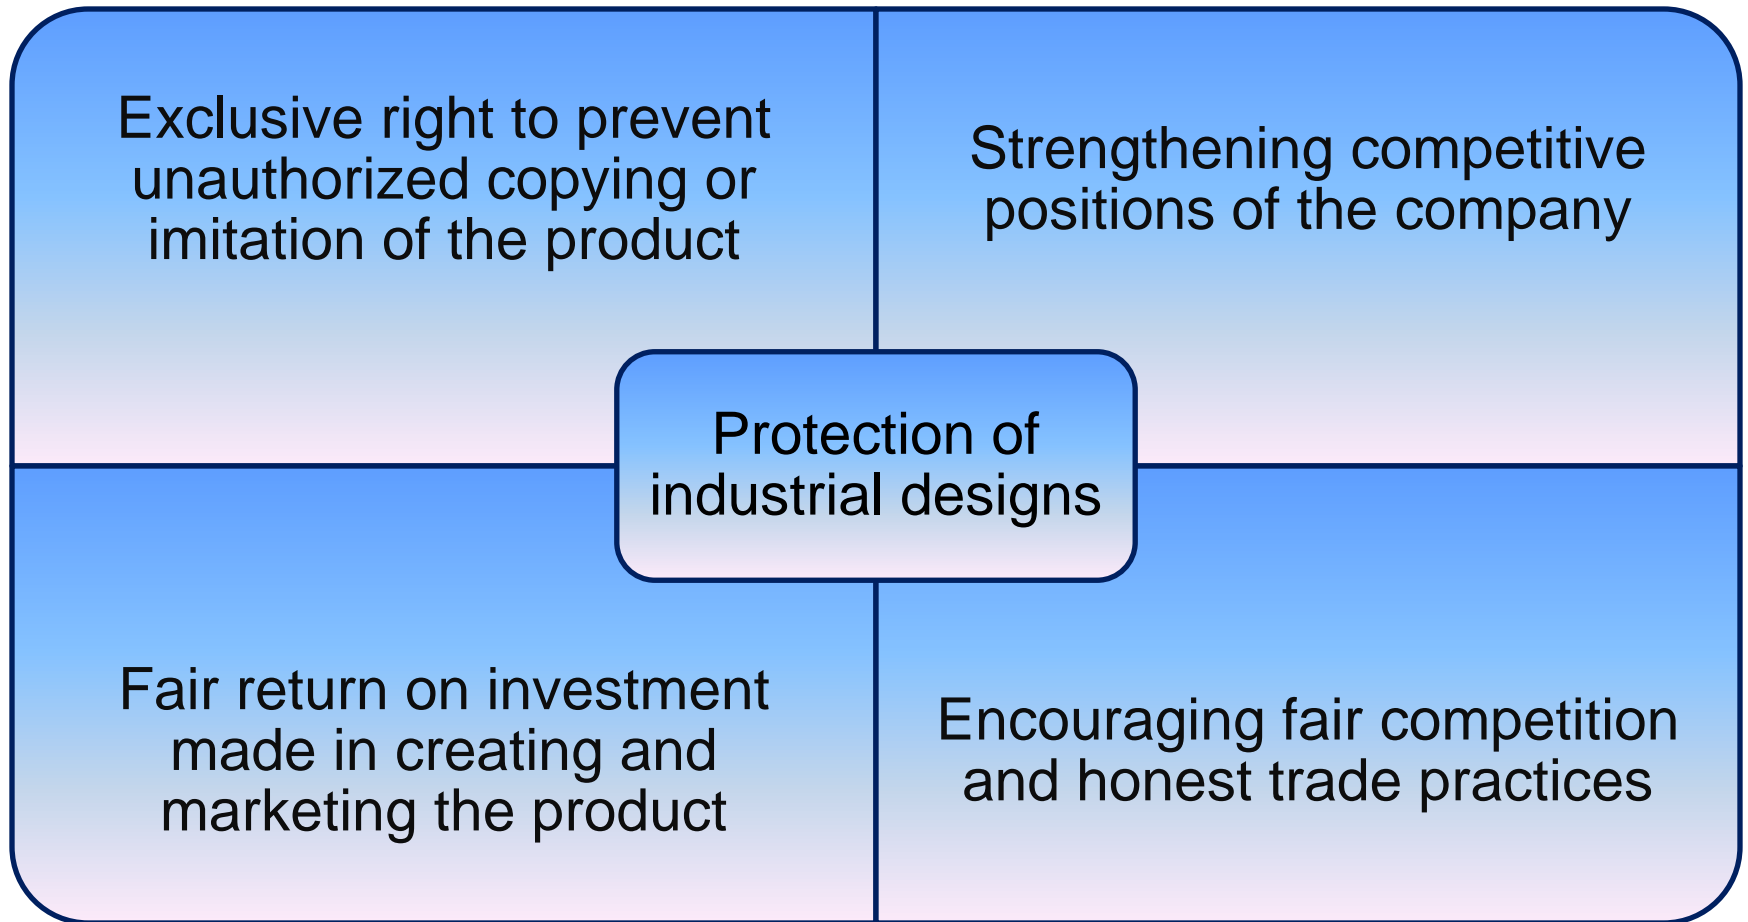 Exclusive right to prevent
unauthorized copying or
imitation of the product
Strengthening competitive
positions of the company
Protection of
industrial designs
Fair return on investment
made in creating and
marketing the product
Encouraging fair competition
and honest trade practices